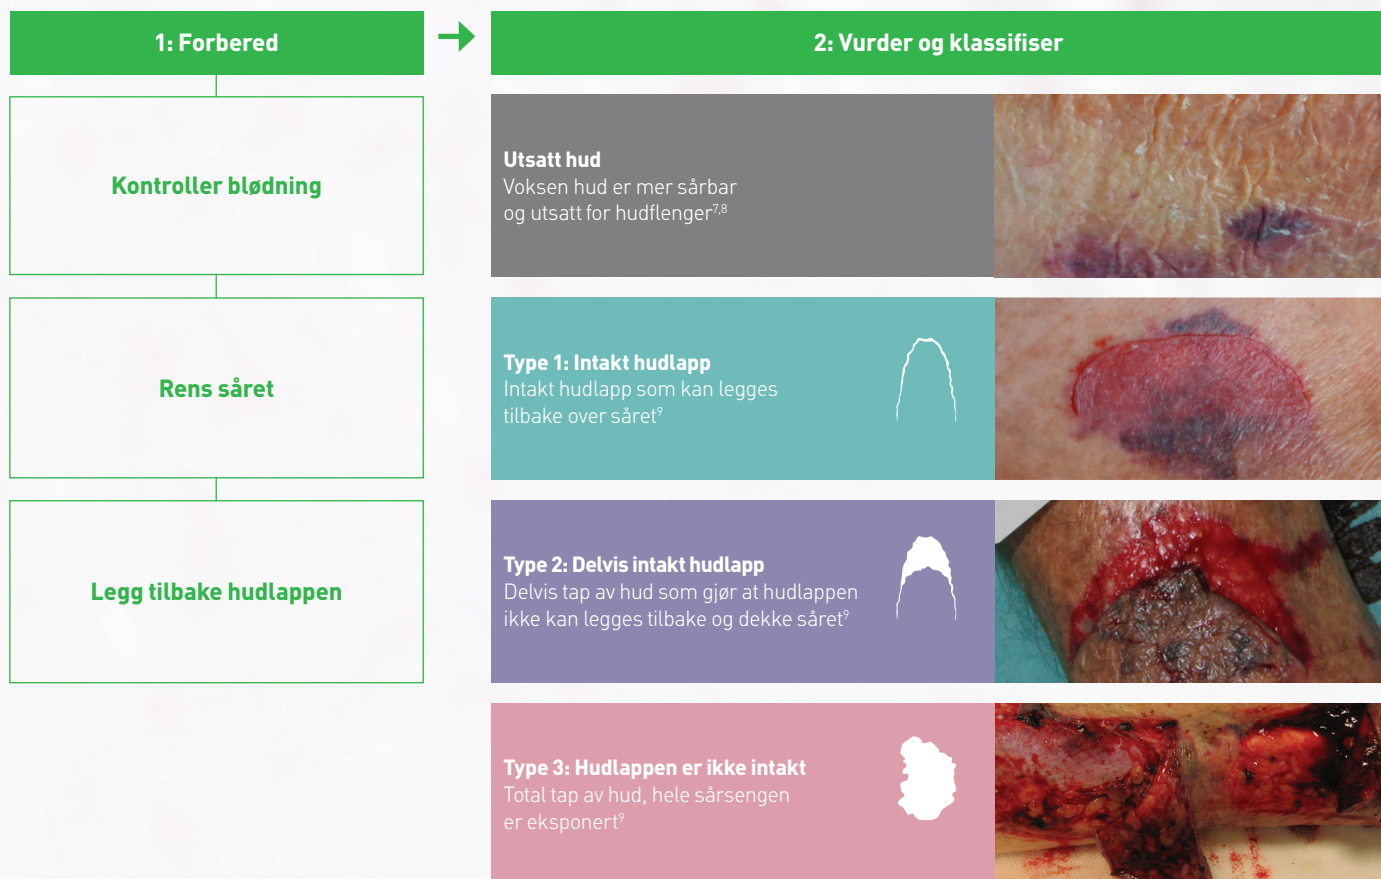 1: Forbered
Kontroller blødning
Rens såret
Legg tilbake hudlappen
2: Vurder og klassifiser
Utsatt hud
Voksen hud er mer sårbar
og utsatt for hudflenger7,8
Type 1: Intakt hudlapp
Intakt hudlapp som kan legges
tilbake over såret9
Type 2: Delvis intakt hudlapp
Delvis tap av hud som gjør at hudlappen
ikke kan legges tilbake og dekke såret9
Type 3: Hudlappen er ikke intakt
Total tap av hud, hele sårsengen
er eksponert9